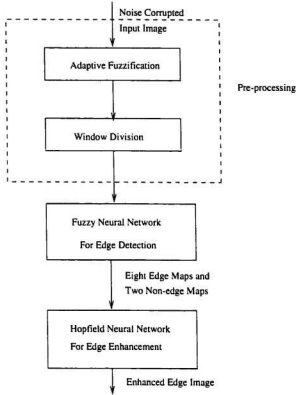 Noise Corrupted
Input Image
Adaptive Fuzzification
Pre-processing
Window Division
Fuzzy Neural Network
For Edge Detection
Eight Edge Maps and
Two Non-edge Maps
Hopfield Neural Network
For Edge Enhancement
Enhanced Edge Image